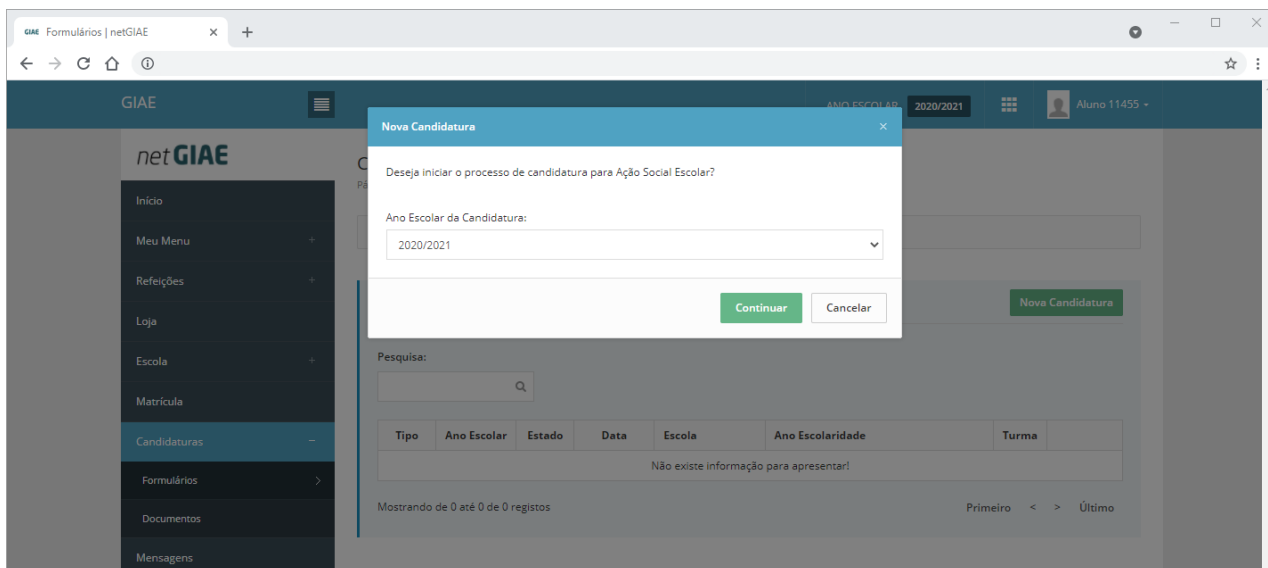 GIAE Formulários | netGIAE
GIAE
ANO ESCOLAR 2020/2021
Aluno 11455
netGIAE
Início
Meu Menu
Refeições
Loja
Escola
Matrícula
Candidaturas
Formulários
Documentos
Mensagens
Nova Candidatura
Deseja iniciar o processo de candidatura para Ação Social Escolar?
Ano Escolar da Candidatura:
2020/2021
Continuar Cancelar
Nova Candidatura
Pesquisa:
Tipo Ano Escolar Estado Data Escola Ano Escolaridade Turma
Não existe informação para apresentar!
Mostrando de 0 até 0 de 0 registos
Primeiro < > Último